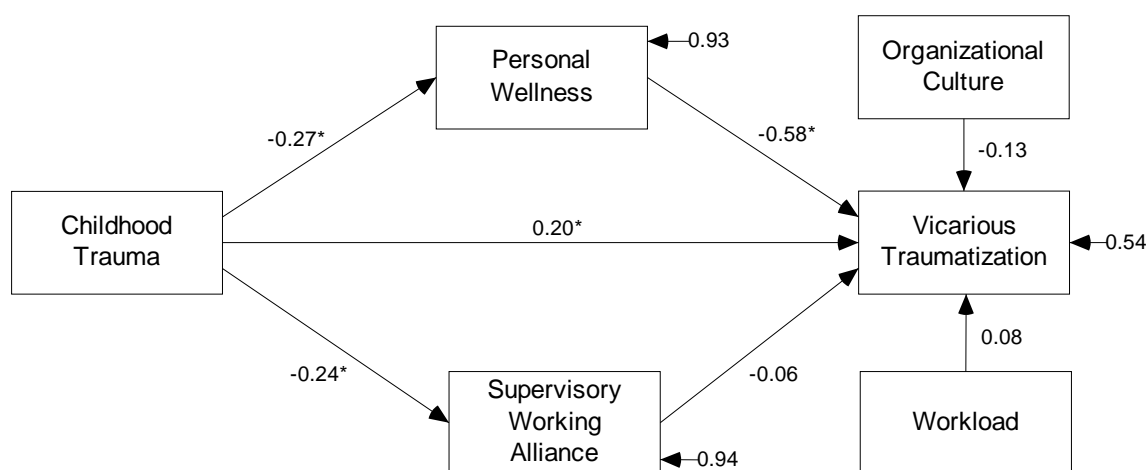 Personal
Wellness
0.93
Organizational
Culture
-0.27*
-0.58*
-0.13
Childhood
Trauma
0.20*
Vicarious
Traumatization
0.54
-0.24*
-0.06
0.08
Supervisory
Working
Alliance
0.94
Workload